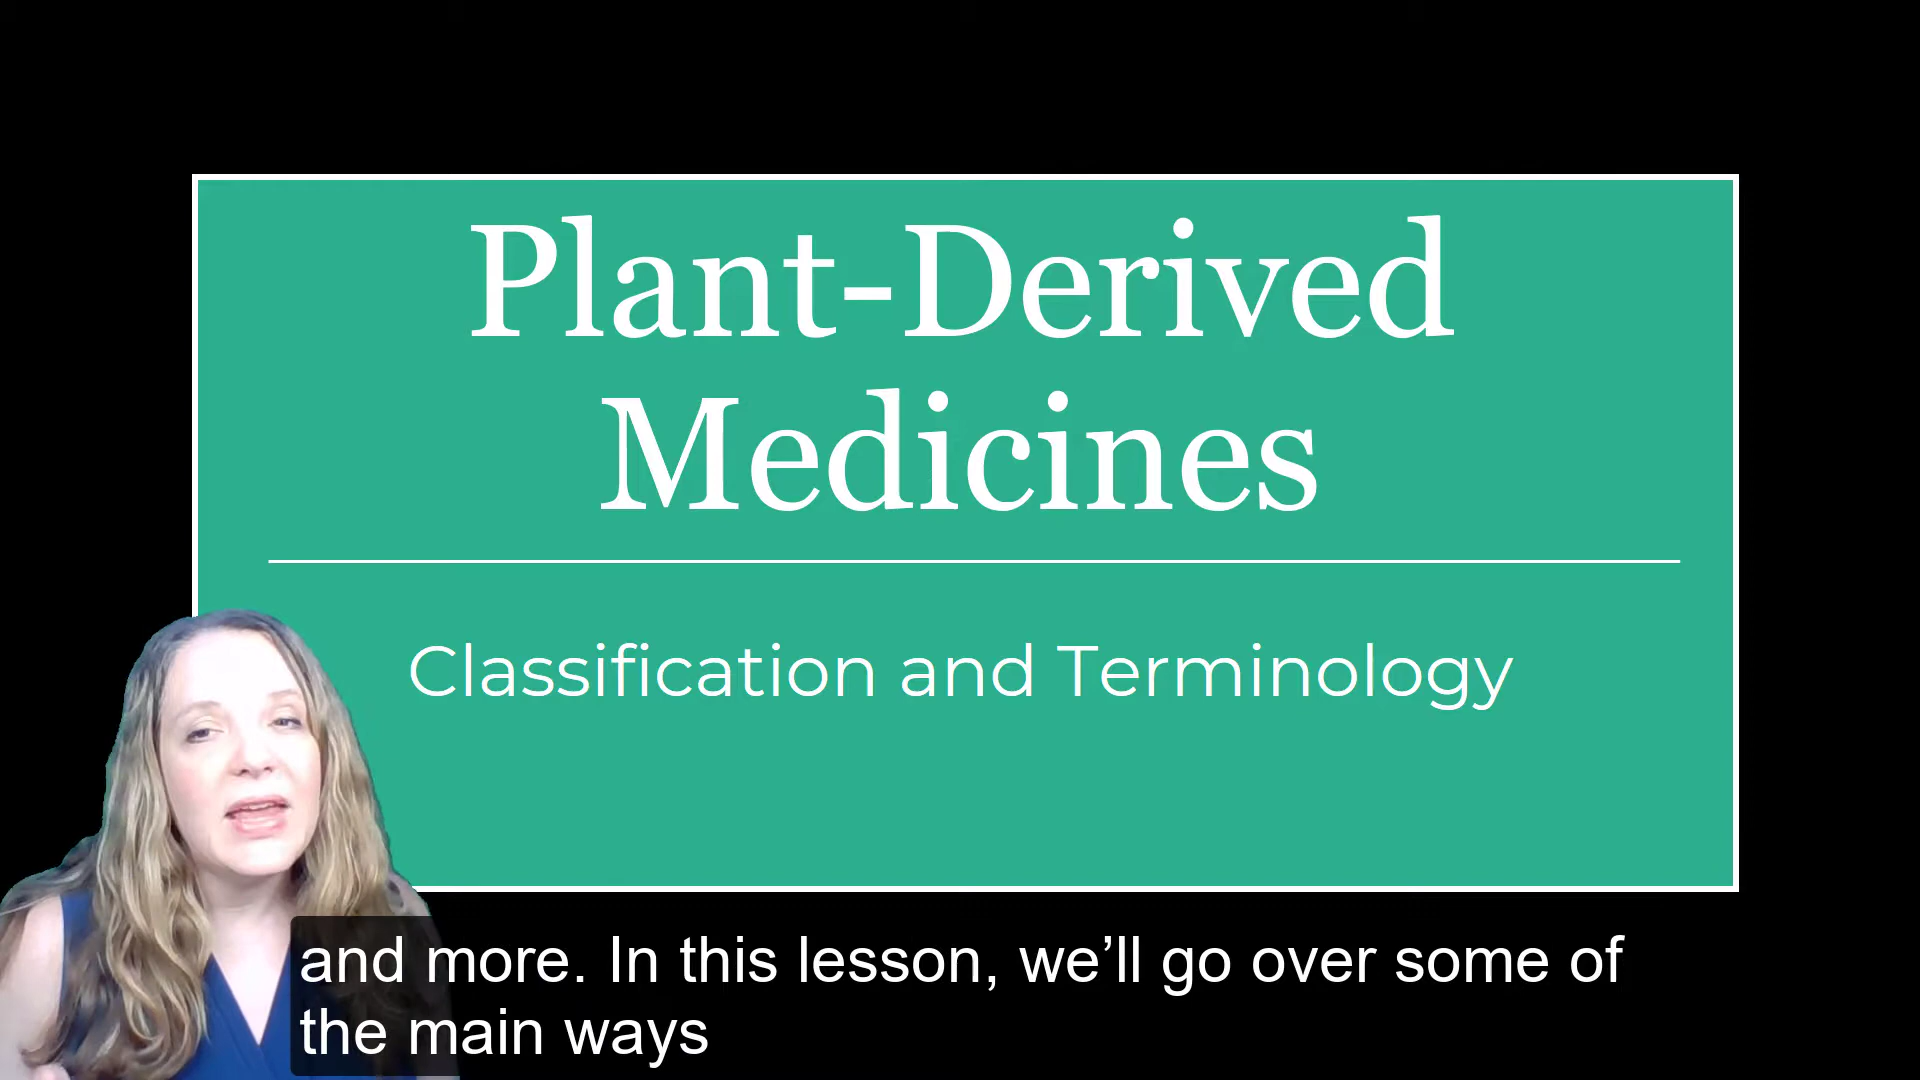 Plant-Derived
Medicines
Classification and Terminology
and more. In this lesson, we’ll go over some of
the main ways